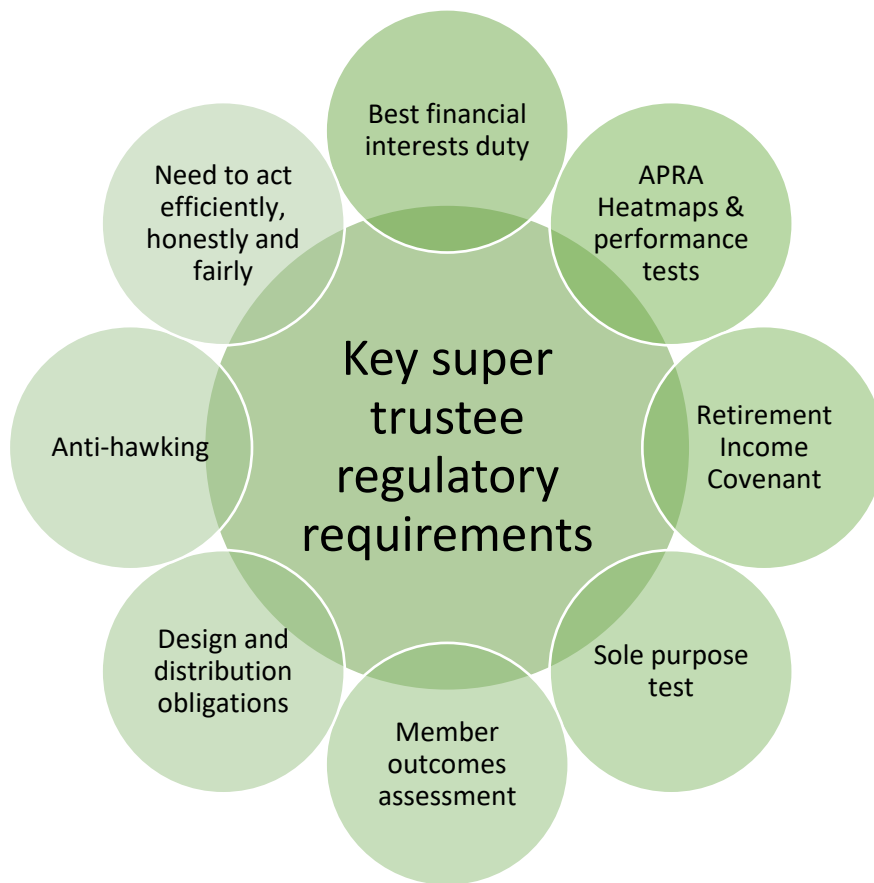 Best financial
interests duty
APRA
Heatmaps &
performance
tests
Retirement
Income
Covenant
Sole purpose
test
Member
outcomes
assessment
Design and
distribution
obligations
Anti-hawking
Need to act
efficiently,
honestly and
fairly
Key super
trustee
regulatory
requirements